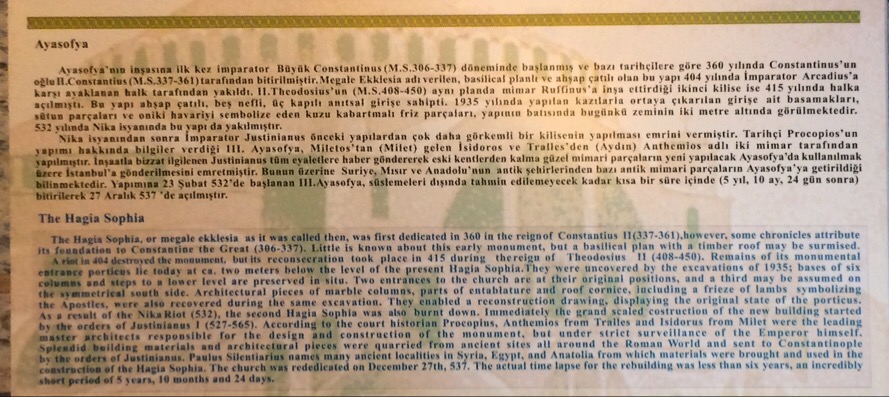 Ayasofya
Ayasofya'nın inşasına ilk kez imparator Büyük Constantinus (M.S.306-337) döneminde başlanmış ve bazı tarihçilere göre 360 yılında Constantinus'un
oğlu II.Constantius (M.S.337-361) tarafından bitirilmiştir. Megale Ekklesia adı verilen, basilical planlı ve ahşap çatılı olan bu yapı 404 yılında İmparator Arcadius'a
karşı ayaklanan halk tarafından yakıldı. II.Theodosius'un (M.S.408-450) aynı planda mimar Ruffinus'a inşa ettirdiği ikinci kilise ise 415 yılında halka
açılmıştı. Bu yapı ahşap çatılı, beş nefli, üç kapılı anıtsal girişe sahipti. 1935 yılında yapılan kazılarla ortaya çıkarılan girişe ait basamakları,
sütun parçaları ve oniki havariyi sembolize eden kuzu kabartmalı friz parçaları, yapının batısında bugünkü zeminin iki metre altında görülmektedir.
532 yılında Nika isyanında bu yapı da yakılmıştır.
Nika isyanından sonra İmparator Justinianus önceki yapılardan çok daha görkemli bir kilisenin yapılması emrini vermiştir. Tarihçi Procopios'un
yapımı hakkında bilgiler verdiği III. Ayasofya, Miletos'tan (Milet) gelen İsidoros ve Tralles'den (Aydın) Anthemios adlı iki mimar tarafından
yapılmıştır. İnşaatla bizzat ilgilenen Justinianus tüm eyaletlere haber göndererek eski kentlerden kalma güzel mimari parçaların yeni yapılacak Ayasofya'da kullanılmak
üzere İstanbul'a gönderilmesini emretmiştir. Bunun üzerine Suriye, Mısır ve Anadolu'nun antik şehirlerinden bazı antik mimari parçaların Ayasofya'ya getirildiği
bilinmektedir. Yapımına 23 Şubat 532'de başlanan III.Ayasofya, süslemeleri dışında tahmin edilemeyecek kadar kısa bir süre içinde (5 yıl, 10 ay, 24 gün sonra)
bitirilerek 27 Aralık 537 'de açılmıştır.
The Hagia Sophia
The Hagia Sophia, or megale ekklesia as it was called then, was first dedicated in 360 in the reign of Constantius II(337-361),however, some chronicles attribute
its foundation to Constantine the Great (306-337). Little is known about this early monument, but a basilical plan with a timber roof may be surmised.
A riot in 404 destroyed the monument, but its reconsecration took place in 415 during thereign of Theodosius II (408-450). Remains of its monumental
entrance porticus lie today at ca. two meters below the level of the present Hagia Sophia.They were uncovered by the excavations of 1935; bases of six
columns and steps to a lower level are preserved in situ. Two entrances to the church are at their original positions, and a third may be assumed on
the symmetrical south side. Architectural pieces of marble columns, parts of entablature and roof cornice, including a frieze of lambs symbolizing
the Apostles, were also recovered during the same excavation. They enabled a reconstruction drawing, displaying the original state of the porticus.
As a result of the Nika Riot (532), the second Hagia Sophia was also burnt down. Immediately the grand scaled costruction of the new building started
by the orders of Justinianus I (527-565). According to the court historian Procopius, Anthemios from Tralles and Isidorus from Milet were the leading
master architects responsible for the design and construction of the monument, but under strict surveillance of the Emperor himself.
Splendid building materials and architectural pieces were quarried from ancient sites all around the Roman World and sent to Constantinople
by the orders of Justinianus. Paulus Silentiarius names many ancient localities in Syria, Egypt, and Anatolia from which materials were brought and used in the
construction of the Hagia Sophia. The church was rededicated on December 27th, 537. The actual time lapse for the rebuilding was less than six years, an incredibly
short period of 5 years, 10 months and 24 days.